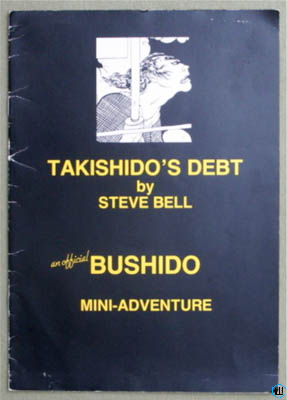 TAKISHIDO'S DEBT
by
STEVE BELL
an official BUSHIDO
MINI-ADVENTURE